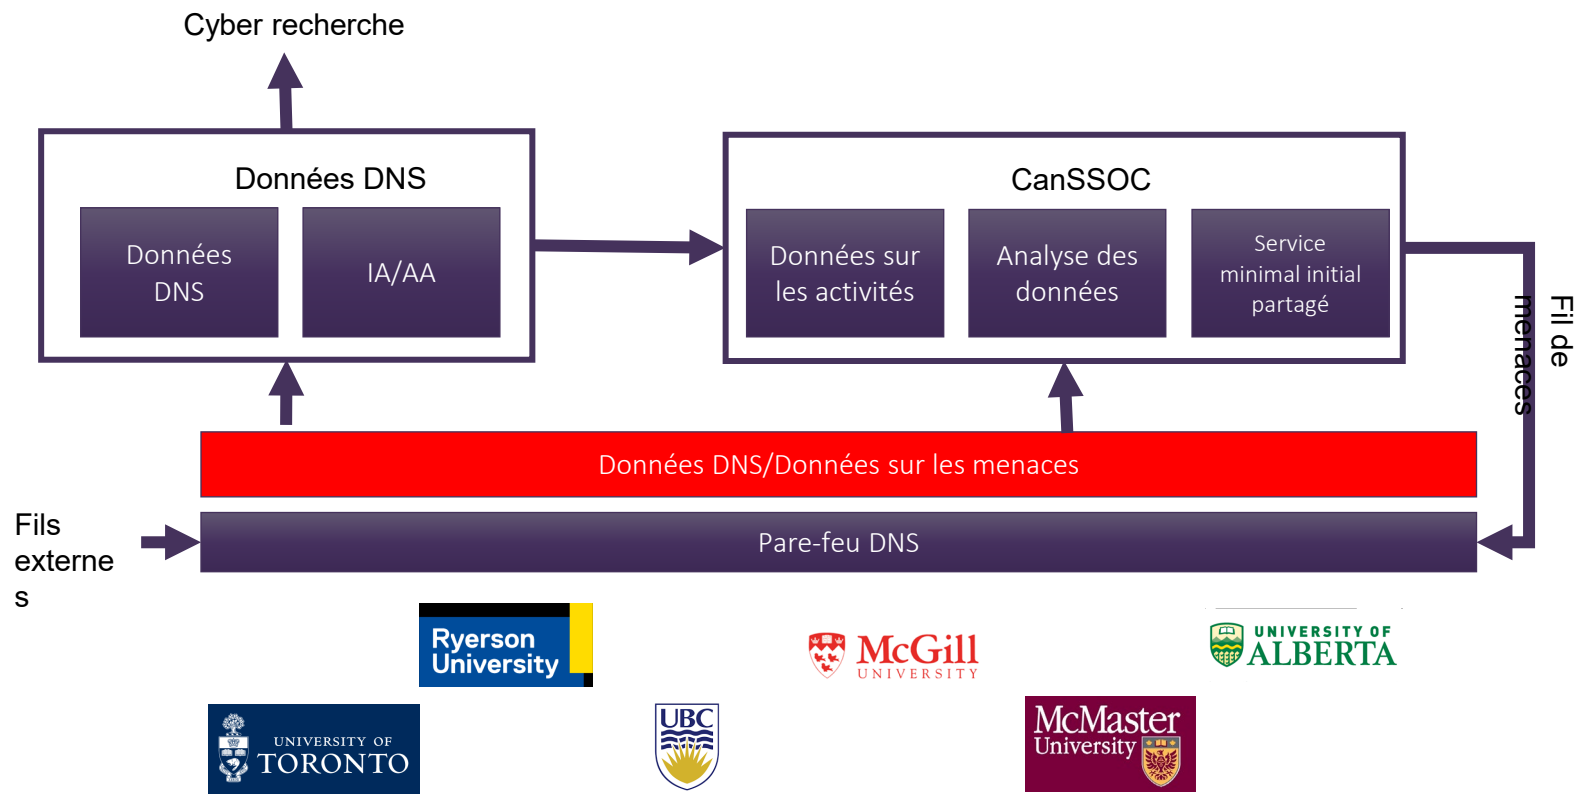 Cyber recherche
Données DNS
Données
DNS
IA/AA
CanSSOC
Données sur
les activités
Analyse des
données
Service
minimal initial
partagé
Fil de
menaces
Données DNS/Données sur les menaces
Fils
externe
s
Pare-feu DNS
Ryerson
University
McGill
UNIVERSITY
UNIVERSITY OF
ALBERTA
UNIVERSITY OF
TORONTO
UBC
McMaster
University